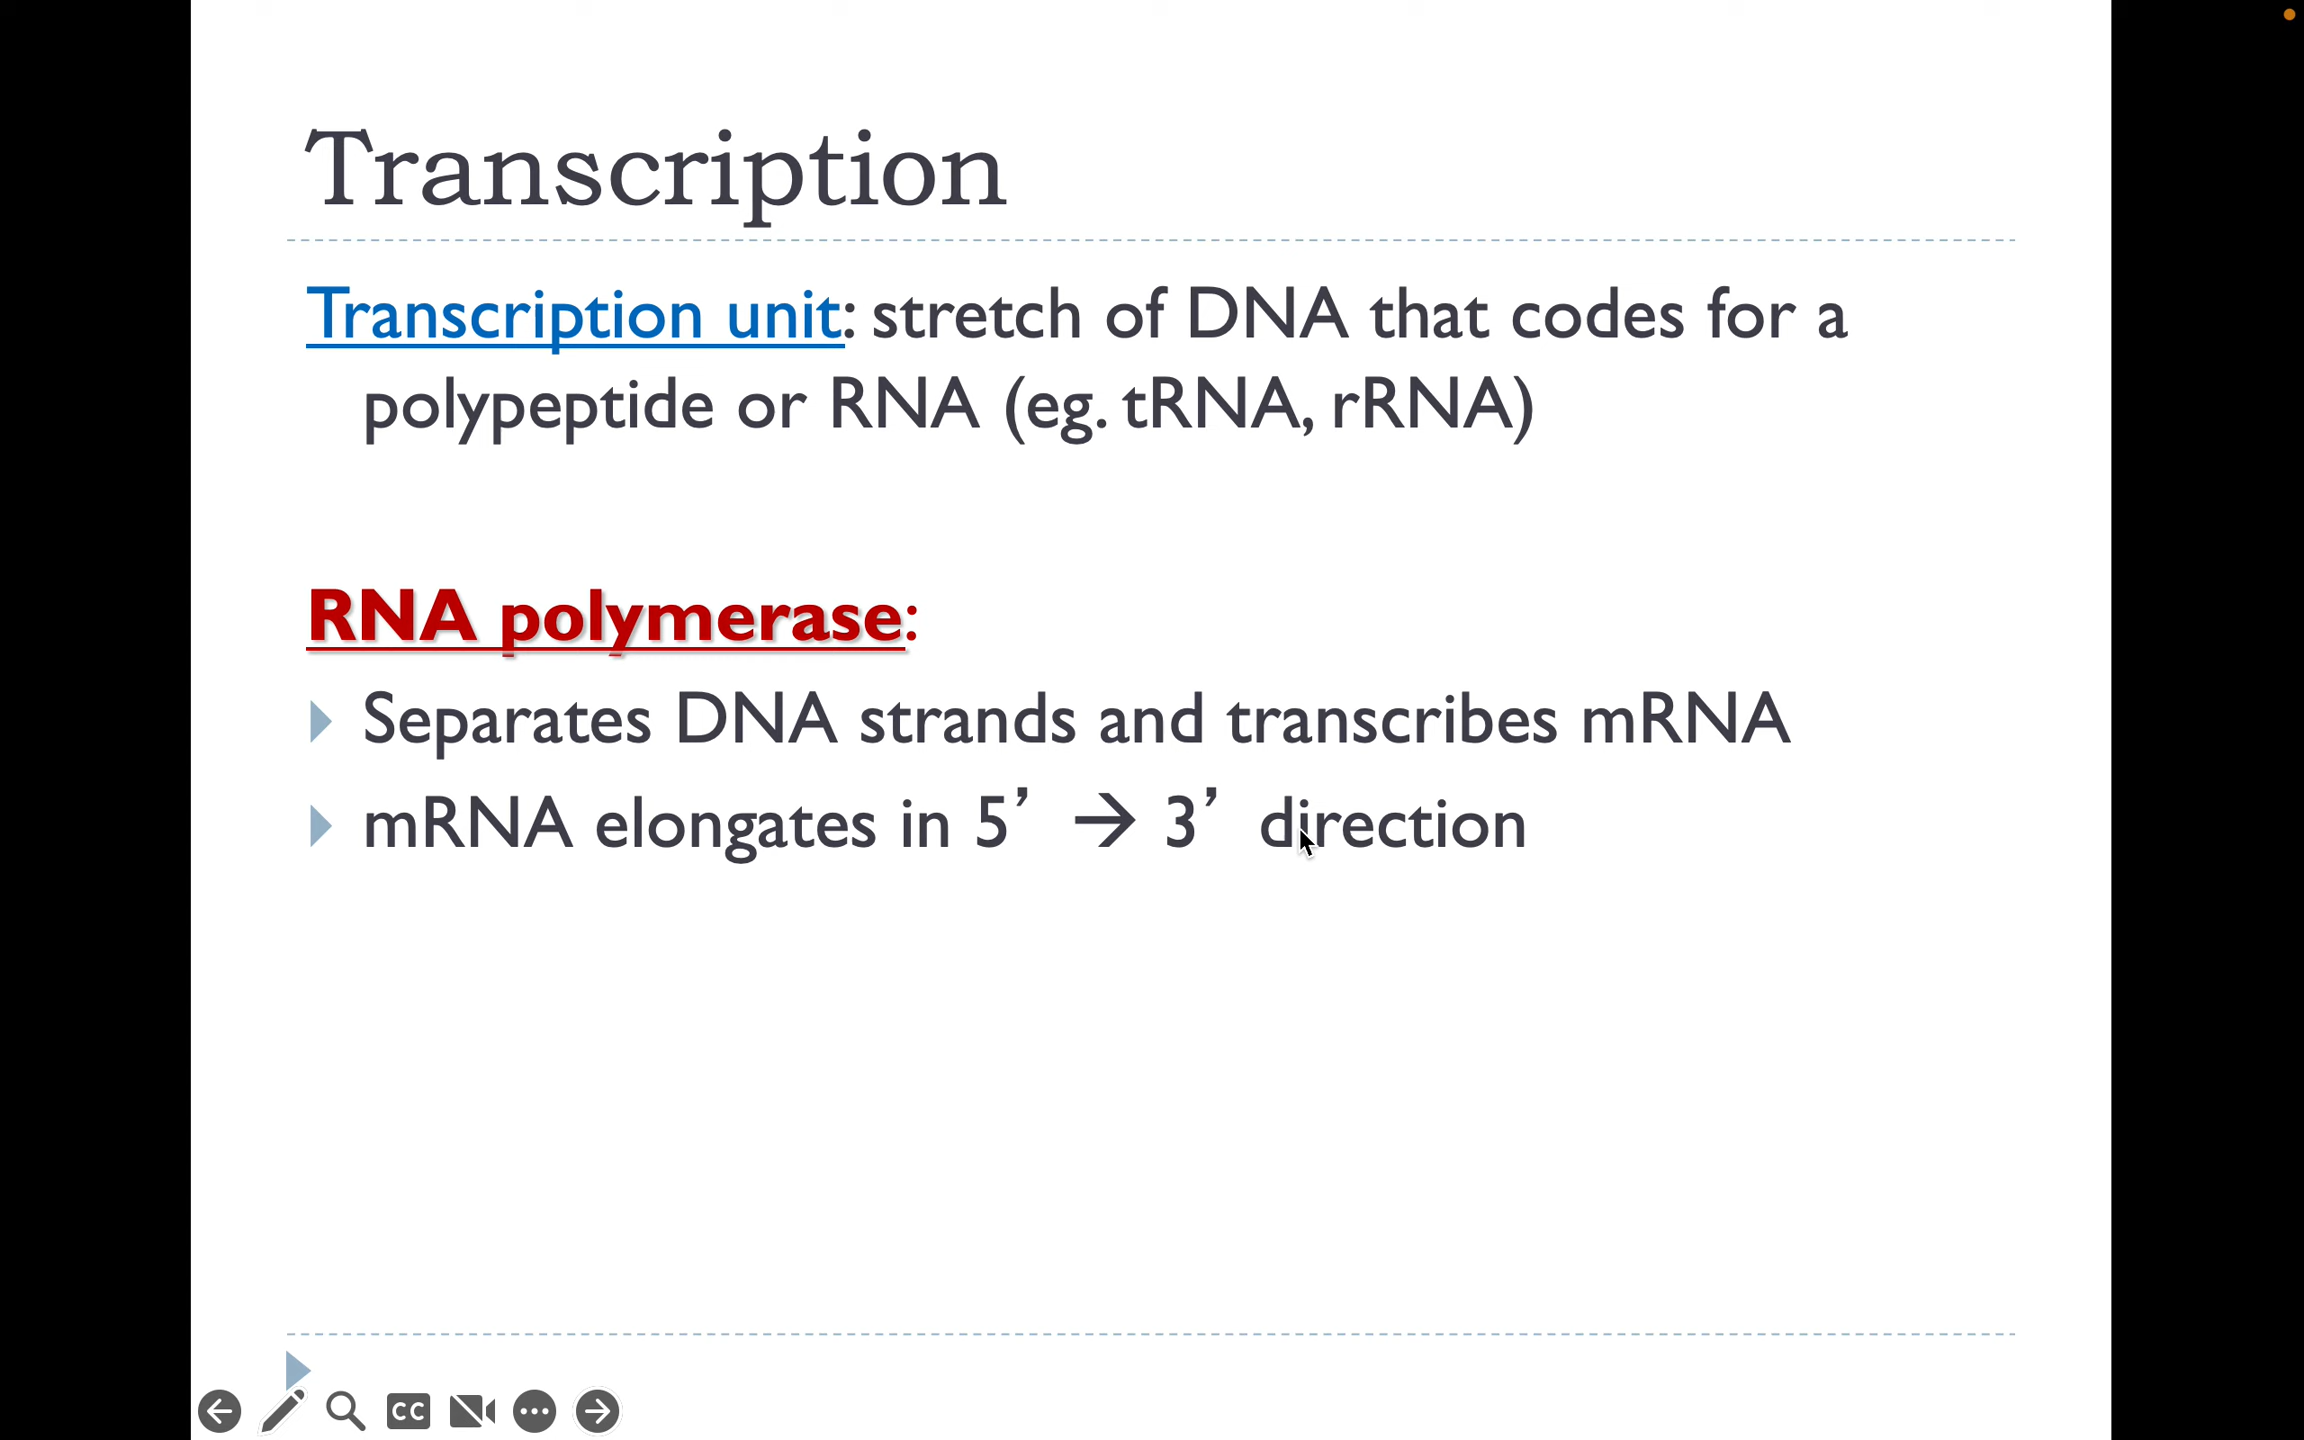 Transcription
Transcription unit: stretch of DNA that codes for a
polypeptide or RNA (eg. tRNA, rRNA)
RNA polymerase:
Separates DNA strands and transcribes mRNA
mRNA elongates in 5’ → 3’ direction
CC